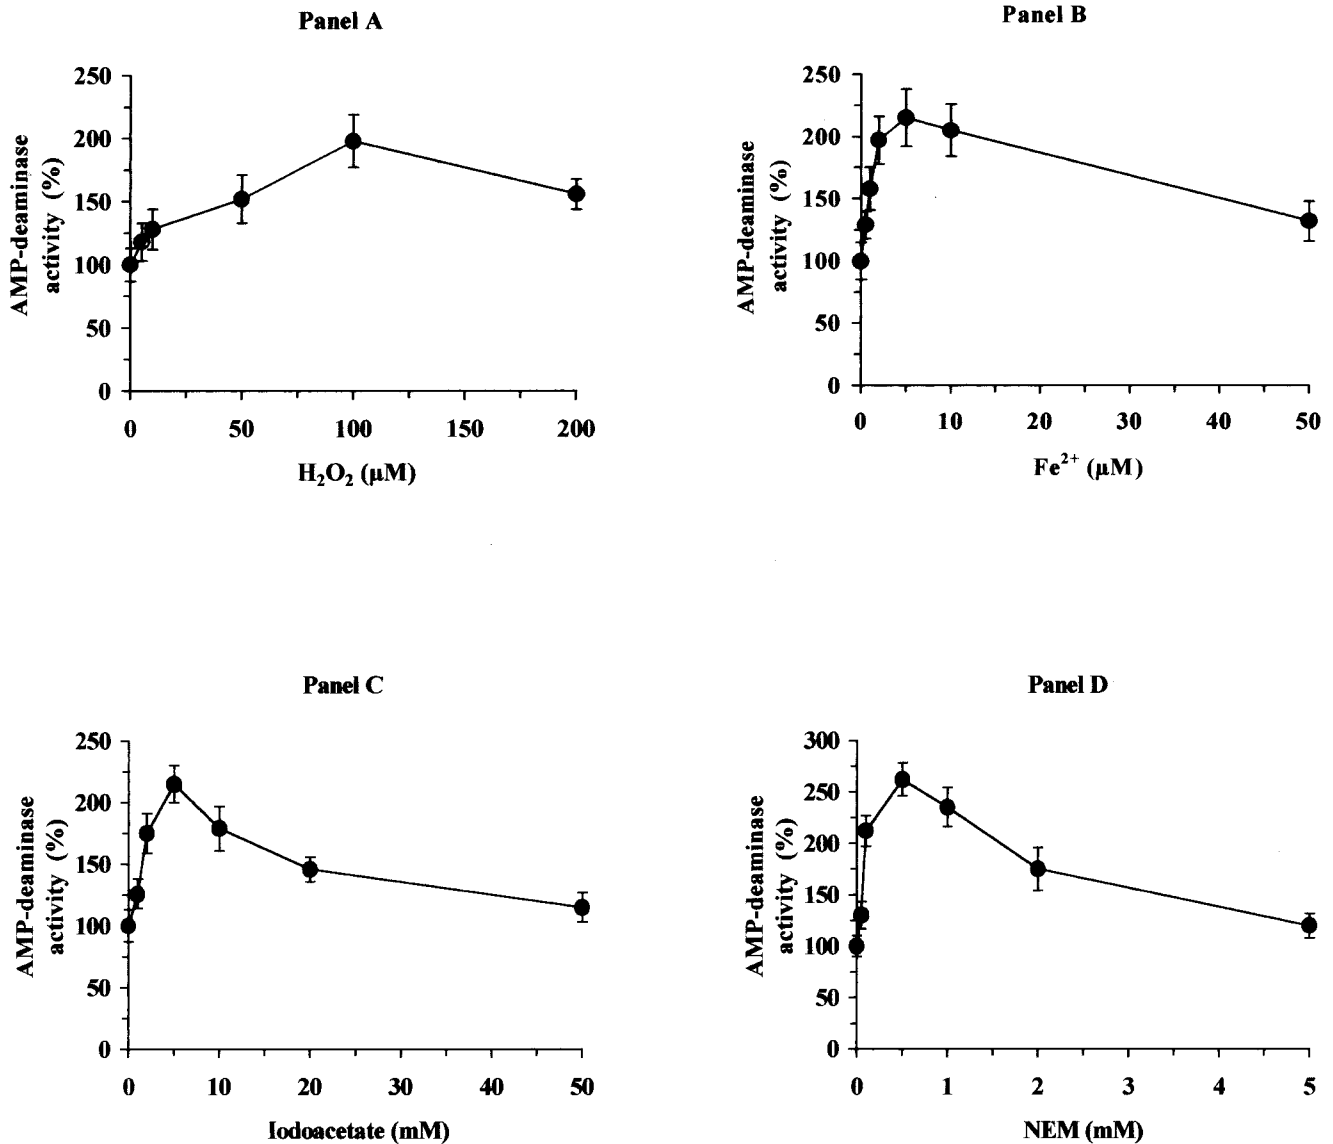 Panel A
250
200
150
100
50
0
AMP-deaminase
activity (%)
0 50 100 150 200
H₂O₂ (µM)
Panel B
250
200
150
100
50
0
AMP-deaminase
activity (%)
0 10 20 30 40 50
Fe²⁺ (µM)
Panel C
250
200
150
100
50
0
AMP-deaminase
activity (%)
0 10 20 30 40 50
Iodoacetate (mM)
Panel D
300
250
200
150
100
50
0
AMP-deaminase
activity (%)
0 1 2 3 4 5
NEM (mM)